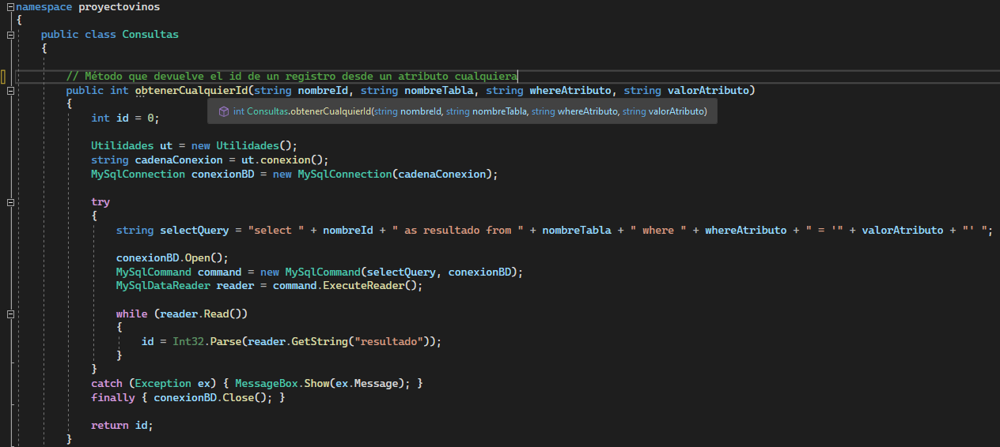 namespace proyectovinos
{
public class Consultas
{
// Método que devuelve el id de un registro desde un atributo cualquiera
public int obtenerCualquierId(string nombreId, string nombreTabla, string whereAtributo, string valorAtributo)
{
int Consultas.obtenerCualquierId(string nombreId, string nombreTabla, string whereAtributo, string valorAtributo)
int id = 0;
Utilidades ut = new Utilidades();
string cadenaConexion = ut.conexion();
MySqlConnection conexionBD = new MySqlConnection(cadenaConexion);
try
{
string selectQuery = "select " + nombreId + " as resultado from " + nombreTabla + " where " + whereAtributo + " = '" + valorAtributo + "' ";
conexionBD.Open();
MySqlCommand command = new MySqlCommand(selectQuery, conexionBD);
MySqlDataReader reader = command.ExecuteReader();
while (reader.Read())
{
id = Int32.Parse(reader.GetString("resultado"));
}
}
catch (Exception ex) { MessageBox.Show(ex.Message); }
finally { conexionBD.Close(); }
return id;
}